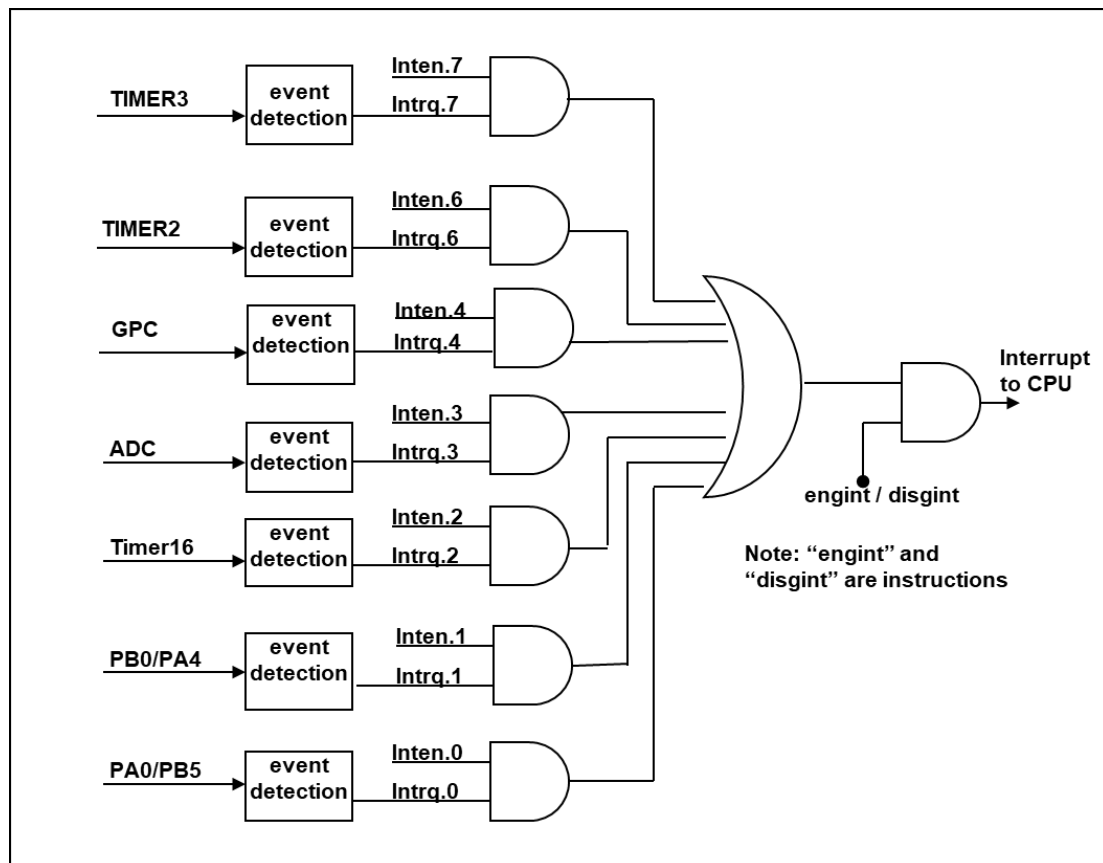 TIMER3
event
detection
Inten.7
Intrq.7
TIMER2
event
detection
Inten.6
Intrq.6
GPC
event
detection
Inten.4
Intrq.4
ADC
event
detection
Inten.3
Intrq.3
Timer16
event
detection
Inten.2
Intrq.2
PB0/PA4
event
detection
Inten.1
Intrq.1
PA0/PB5
event
detection
Inten.0
Intrq.0
Interrupt
to CPU
engint / disgint
Note: “engint” and
“disgint” are instructions